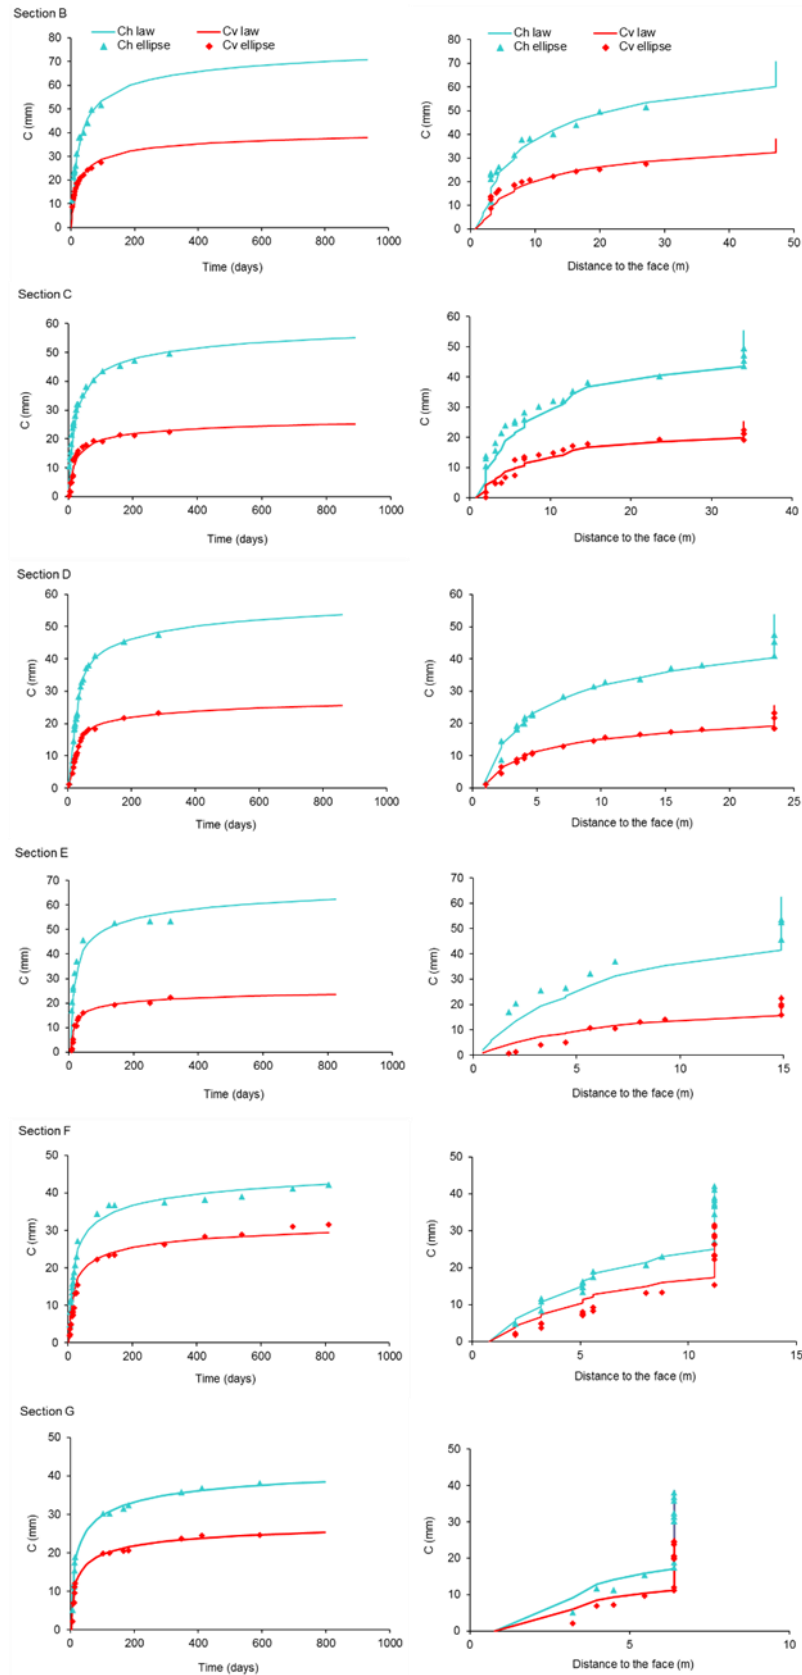 Section B
Ch law Cv law
Ch ellipse Cv ellipse
C (mm)
80
70
60
50
40
30
20
10
0
0 200 400 600 800 1000
Time (days)
Ch law Cv law
Ch ellipse Cv ellipse
C (mm)
80
70
60
50
40
30
20
10
0
0 10 20 30 40 50
Distance to the face (m)
Section C
C (mm)
60
50
40
30
20
10
0
0 200 400 600 800 1000
Time (days)
C (mm)
60
50
40
30
20
10
0
0 10 20 30 40
Distance to the face (m)
Section D
C (mm)
60
50
40
30
20
10
0
0 200 400 600 800 1000
Time (days)
C (mm)
60
50
40
30
20
10
0
0 5 10 15 20 25
Distance to the face (m)
Section E
C (mm)
70
60
50
40
30
20
10
0
0 200 400 600 800 1000
Time (days)
C (mm)
70
60
50
40
30
20
10
0
0 5 10 15
Distance to the face (m)
Section F
C (mm)
50
40
30
20
10
0
0 200 400 600 800 1000
Time (days)
C (mm)
50
40
30
20
10
0
0 5 10 15
Distance to the face (m)
Section G
C (mm)
50
40
30
20
10
0
0 200 400 600 800 1000
Time (days)
C (mm)
50
40
30
20
10
0
0 5 10
Distance to the face (m)